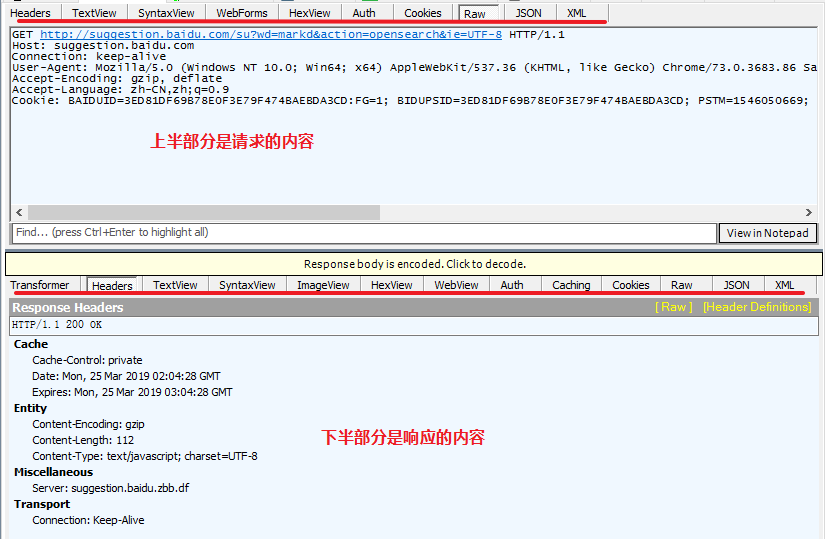 Headers TextView SyntaxView WebForms HexView Auth Cookies Raw JSON XML
GET http://suggestion.baidu.com/su?wd=markd&action=opensearch&ie=UTF-8 HTTP/1.1
Host: suggestion.baidu.com
Connection: keep-alive
User-Agent: Mozilla/5.0 (Windows NT 10.0; Win64; x64) AppleWebKit/537.36 (KHTML, like Gecko) Chrome/73.0.3683.86 Sa
Accept-Encoding: gzip, deflate
Accept-Language: zh-CN,zh;q=0.9
Cookie: BAIDUID=3ED81DF69B78E0F3E79F474BAEBDA3CD:FG=1; BIDUPSID=3ED81DF69B78E0F3E79F474BAEBDA3CD; PSTM=1546050669;
上半部分是请求的内容
Find... (press Ctrl+Enter to highlight all) View in Notepad
Response body is encoded. Click to decode.
Transformer Headers TextView SyntaxView ImageView HexView WebView Auth Caching Cookies Raw JSON XML
Response Headers [ Raw ] [Header Definitions]
HTTP/1.1 200 OK
Cache
Cache-Control: private
Date: Mon, 25 Mar 2019 02:04:28 GMT
Expires: Mon, 25 Mar 2019 03:04:28 GMT
Entity
Content-Encoding: gzip
下半部分是响应的内容
Content-Length: 112
Content-Type: text/javascript; charset=UTF-8
Miscellaneous
Server: suggestion.baidu.zbb.df
Transport
Connection: Keep-Alive